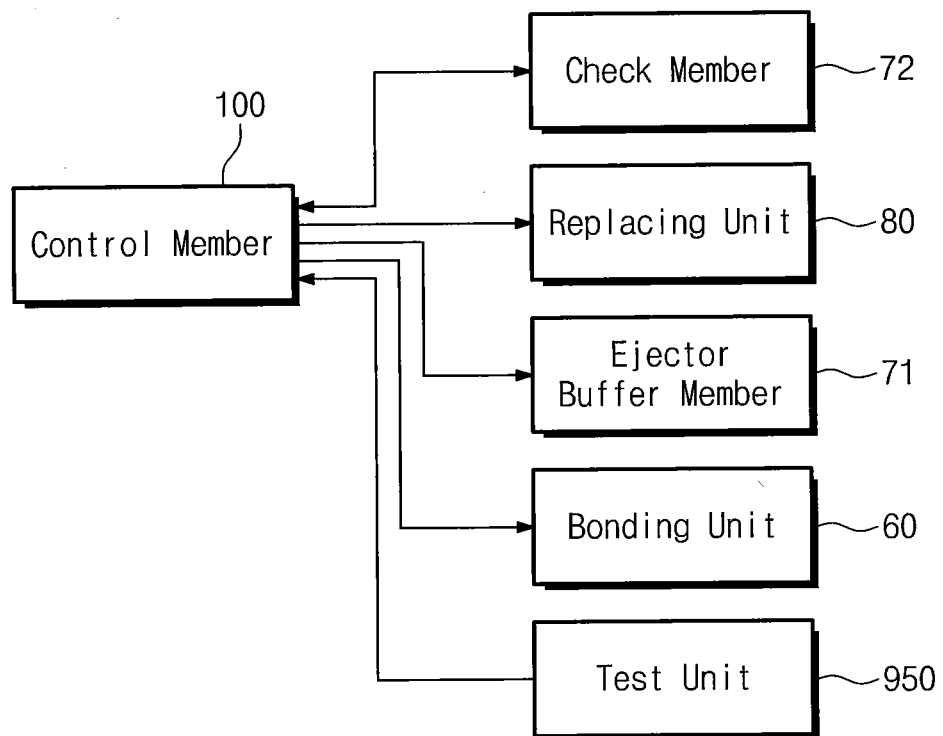 Check Member
72
100
Control Member
Replacing Unit
80
Ejector
Buffer Member
71
Bonding Unit
60
Test Unit
950